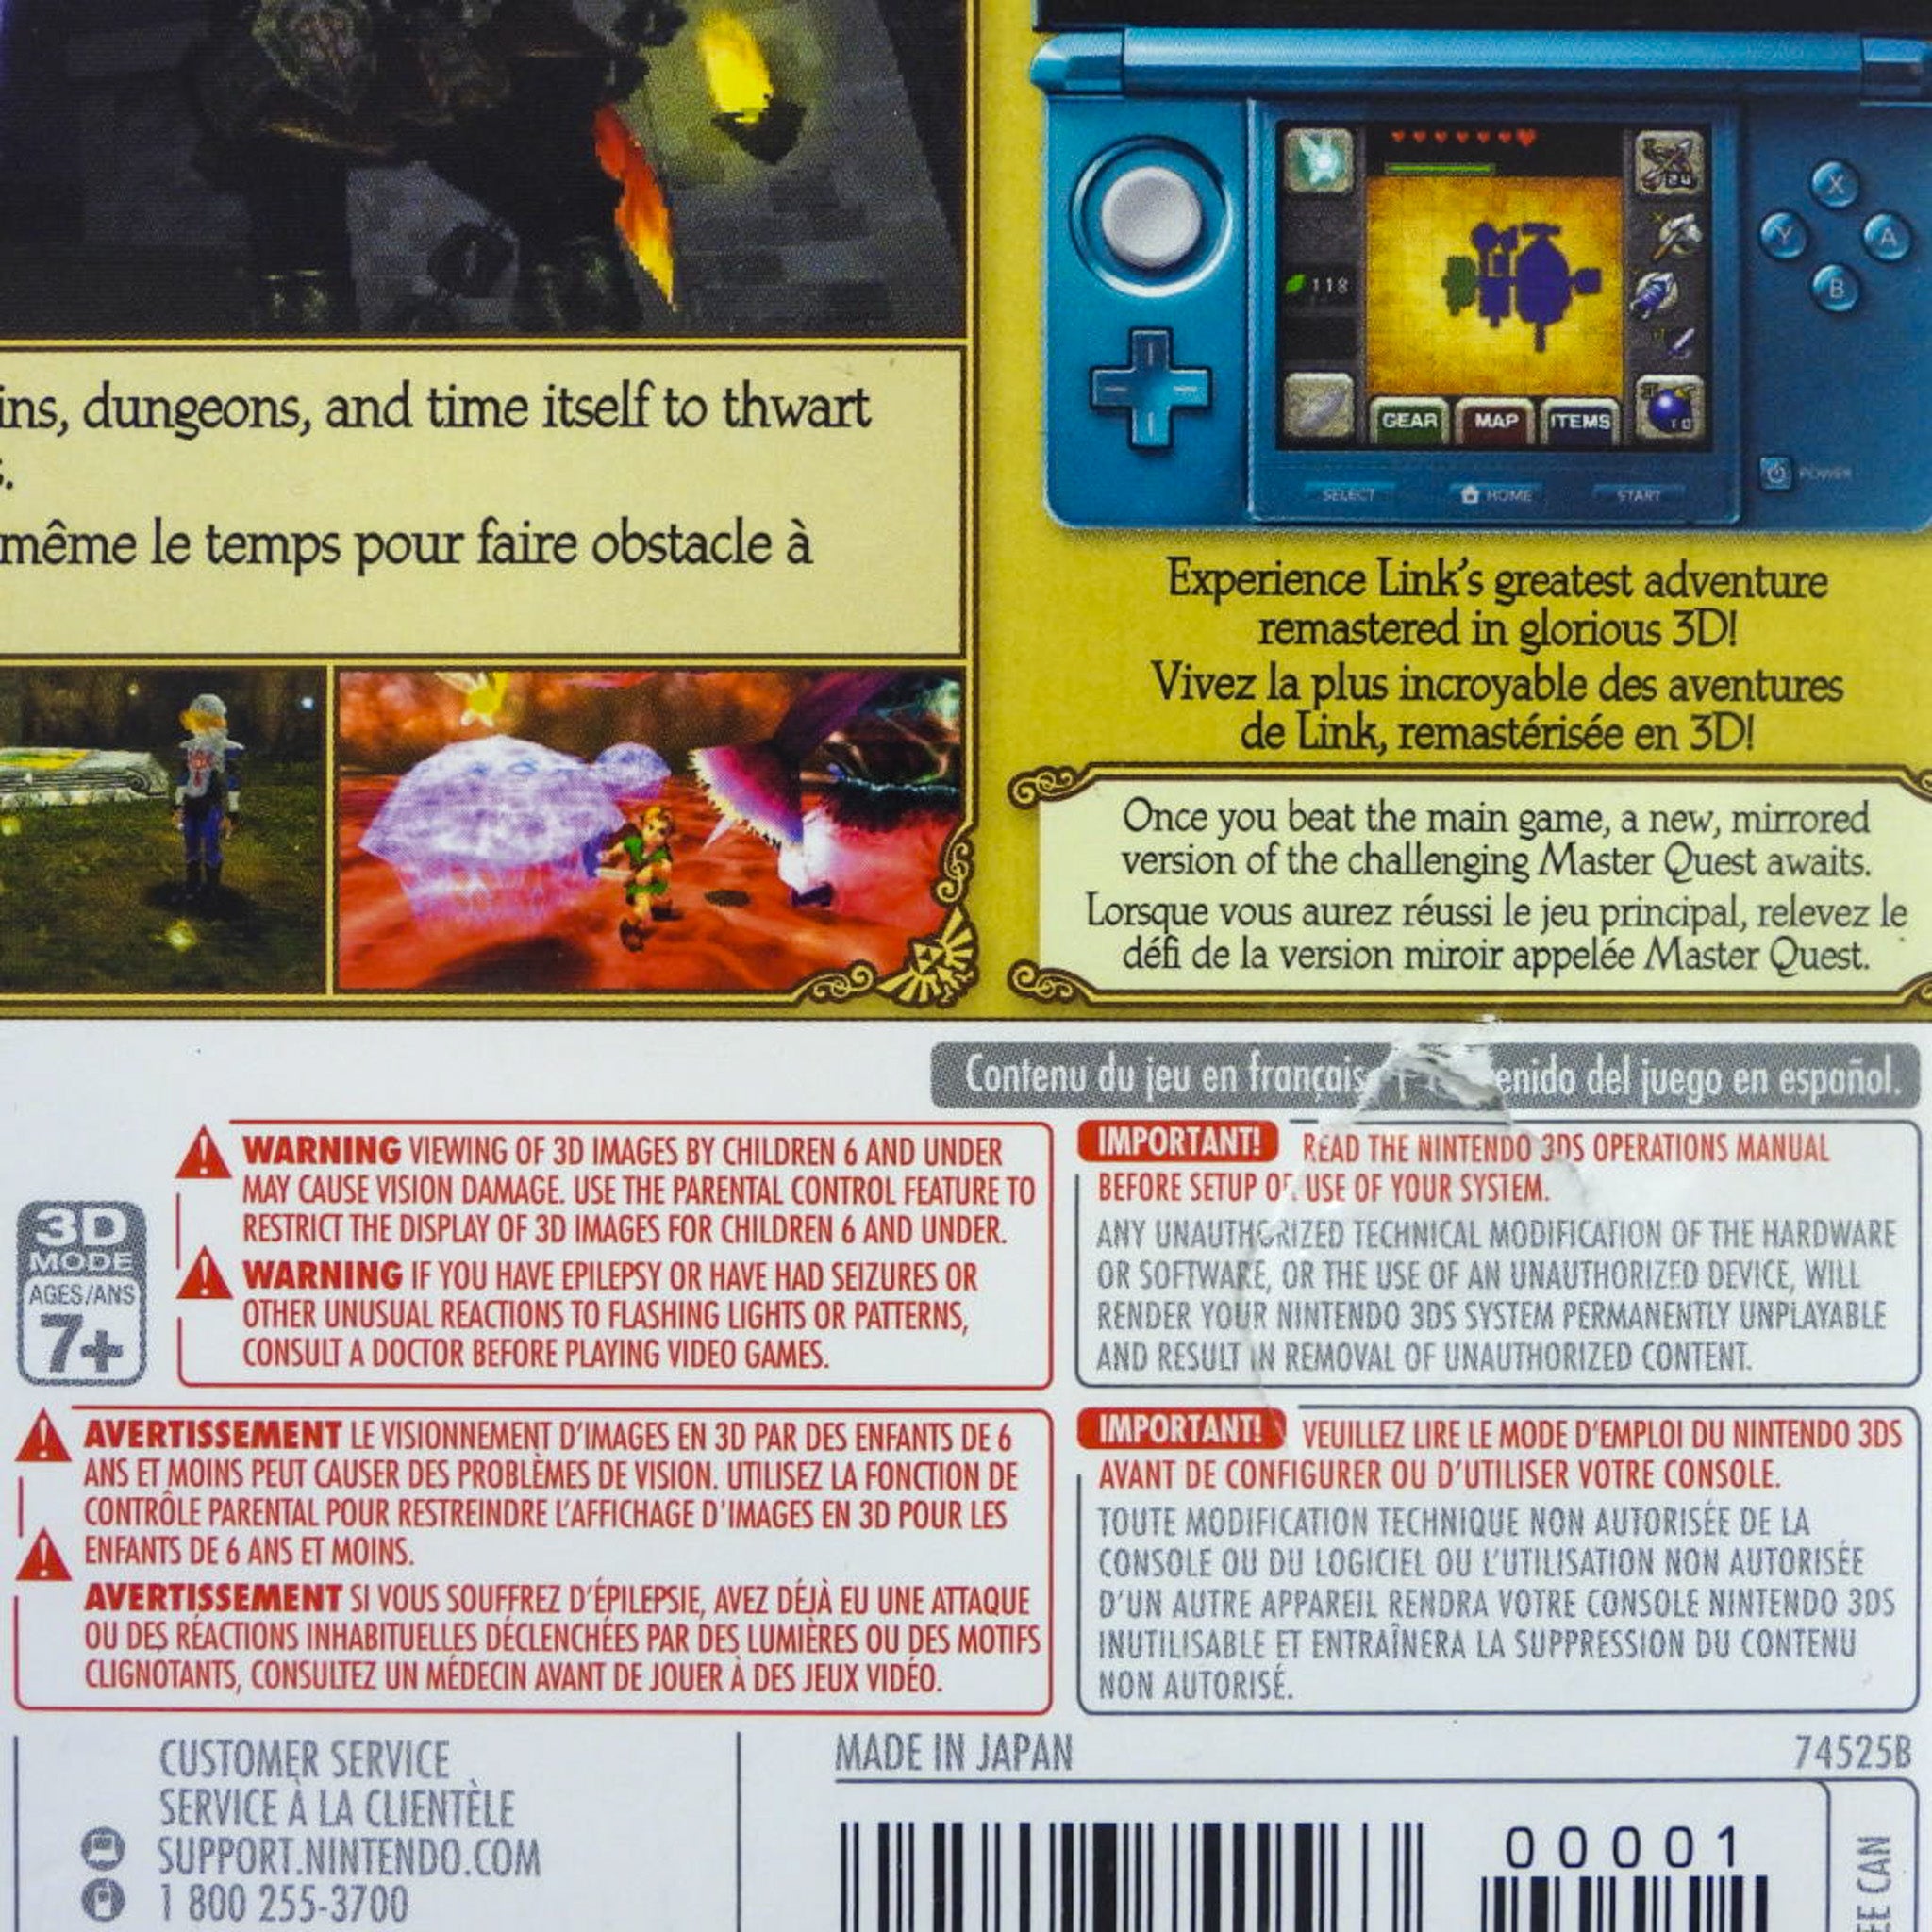 ins, dungeons, and time itself to thwart
s.
même le temps pour faire obstacle à
24
118
10
GEAR MAP ITEMS
X
Y A
B
SELECT HOME START POWER
Experience Link's greatest adventure
remastered in glorious 3D!
Vivez la plus incroyable des aventures
de Link, remastérisée en 3D!
Once you beat the main game, a new, mirrored
version of the challenging Master Quest awaits.
Lorsque vous aurez réussi le jeu principal, relevez le
défi de la version miroir appelée Master Quest.
Contenu du jeu en français enido del juego en español.
3D
MODE
AGES/ANS
7+
WARNING VIEWING OF 3D IMAGES BY CHILDREN 6 AND UNDER
MAY CAUSE VISION DAMAGE. USE THE PARENTAL CONTROL FEATURE TO
RESTRICT THE DISPLAY OF 3D IMAGES FOR CHILDREN 6 AND UNDER.
WARNING IF YOU HAVE EPILEPSY OR HAVE HAD SEIZURES OR
OTHER UNUSUAL REACTIONS TO FLASHING LIGHTS OR PATTERNS,
CONSULT A DOCTOR BEFORE PLAYING VIDEO GAMES.
IMPORTANT! READ THE NINTENDO 3DS OPERATIONS MANUAL
BEFORE SETUP OR USE OF YOUR SYSTEM.
ANY UNAUTHORIZED TECHNICAL MODIFICATION OF THE HARDWARE
OR SOFTWARE, OR THE USE OF AN UNAUTHORIZED DEVICE, WILL
RENDER YOUR NINTENDO 3DS SYSTEM PERMANENTLY UNPLAYABLE
AND RESULT IN REMOVAL OF UNAUTHORIZED CONTENT.
AVERTISSEMENT LE VISIONNEMENT D'IMAGES EN 3D PAR DES ENFANTS DE 6
ANS ET MOINS PEUT CAUSER DES PROBLÈMES DE VISION. UTILISEZ LA FONCTION DE
CONTRÔLE PARENTAL POUR RESTREINDRE L'AFFICHAGE D'IMAGES EN 3D POUR LES
ENFANTS DE 6 ANS ET MOINS.
AVERTISSEMENT SI VOUS SOUFFREZ D'ÉPILEPSIE, AVEZ DÉJÀ EU UNE ATTAQUE
OU DES RÉACTIONS INHABITUELLES DÉCLENCHÉES PAR DES LUMIÈRES OU DES MOTIFS
CLIGNOTANTS, CONSULTEZ UN MÉDECIN AVANT DE JOUER À DES JEUX VIDÉO.
IMPORTANT! VEUILLEZ LIRE LE MODE D'EMPLOI DU NINTENDO 3DS
AVANT DE CONFIGURER OU D'UTILISER VOTRE CONSOLE.
TOUTE MODIFICATION TECHNIQUE NON AUTORISÉE DE LA
CONSOLE OU DU LOGICIEL OU L'UTILISATION NON AUTORISÉE
D'UN AUTRE APPAREIL RENDRA VOTRE CONSOLE NINTENDO 3DS
INUTILISABLE ET ENTRAÎNERA LA SUPPRESSION DU CONTENU
NON AUTORISÉ.
CUSTOMER SERVICE
SERVICE À LA CLIENTÈLE
SUPPORT.NINTENDO.COM
1 800 255-3700
MADE IN JAPAN 74525B
00001
CAN